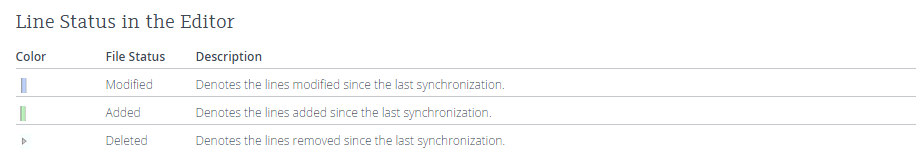 Line Status in the Editor
Color File Status Description
Modified Denotes the lines modified since the last synchronization.
Added Denotes the lines added since the last synchronization.
Deleted Denotes the lines removed since the last synchronization.